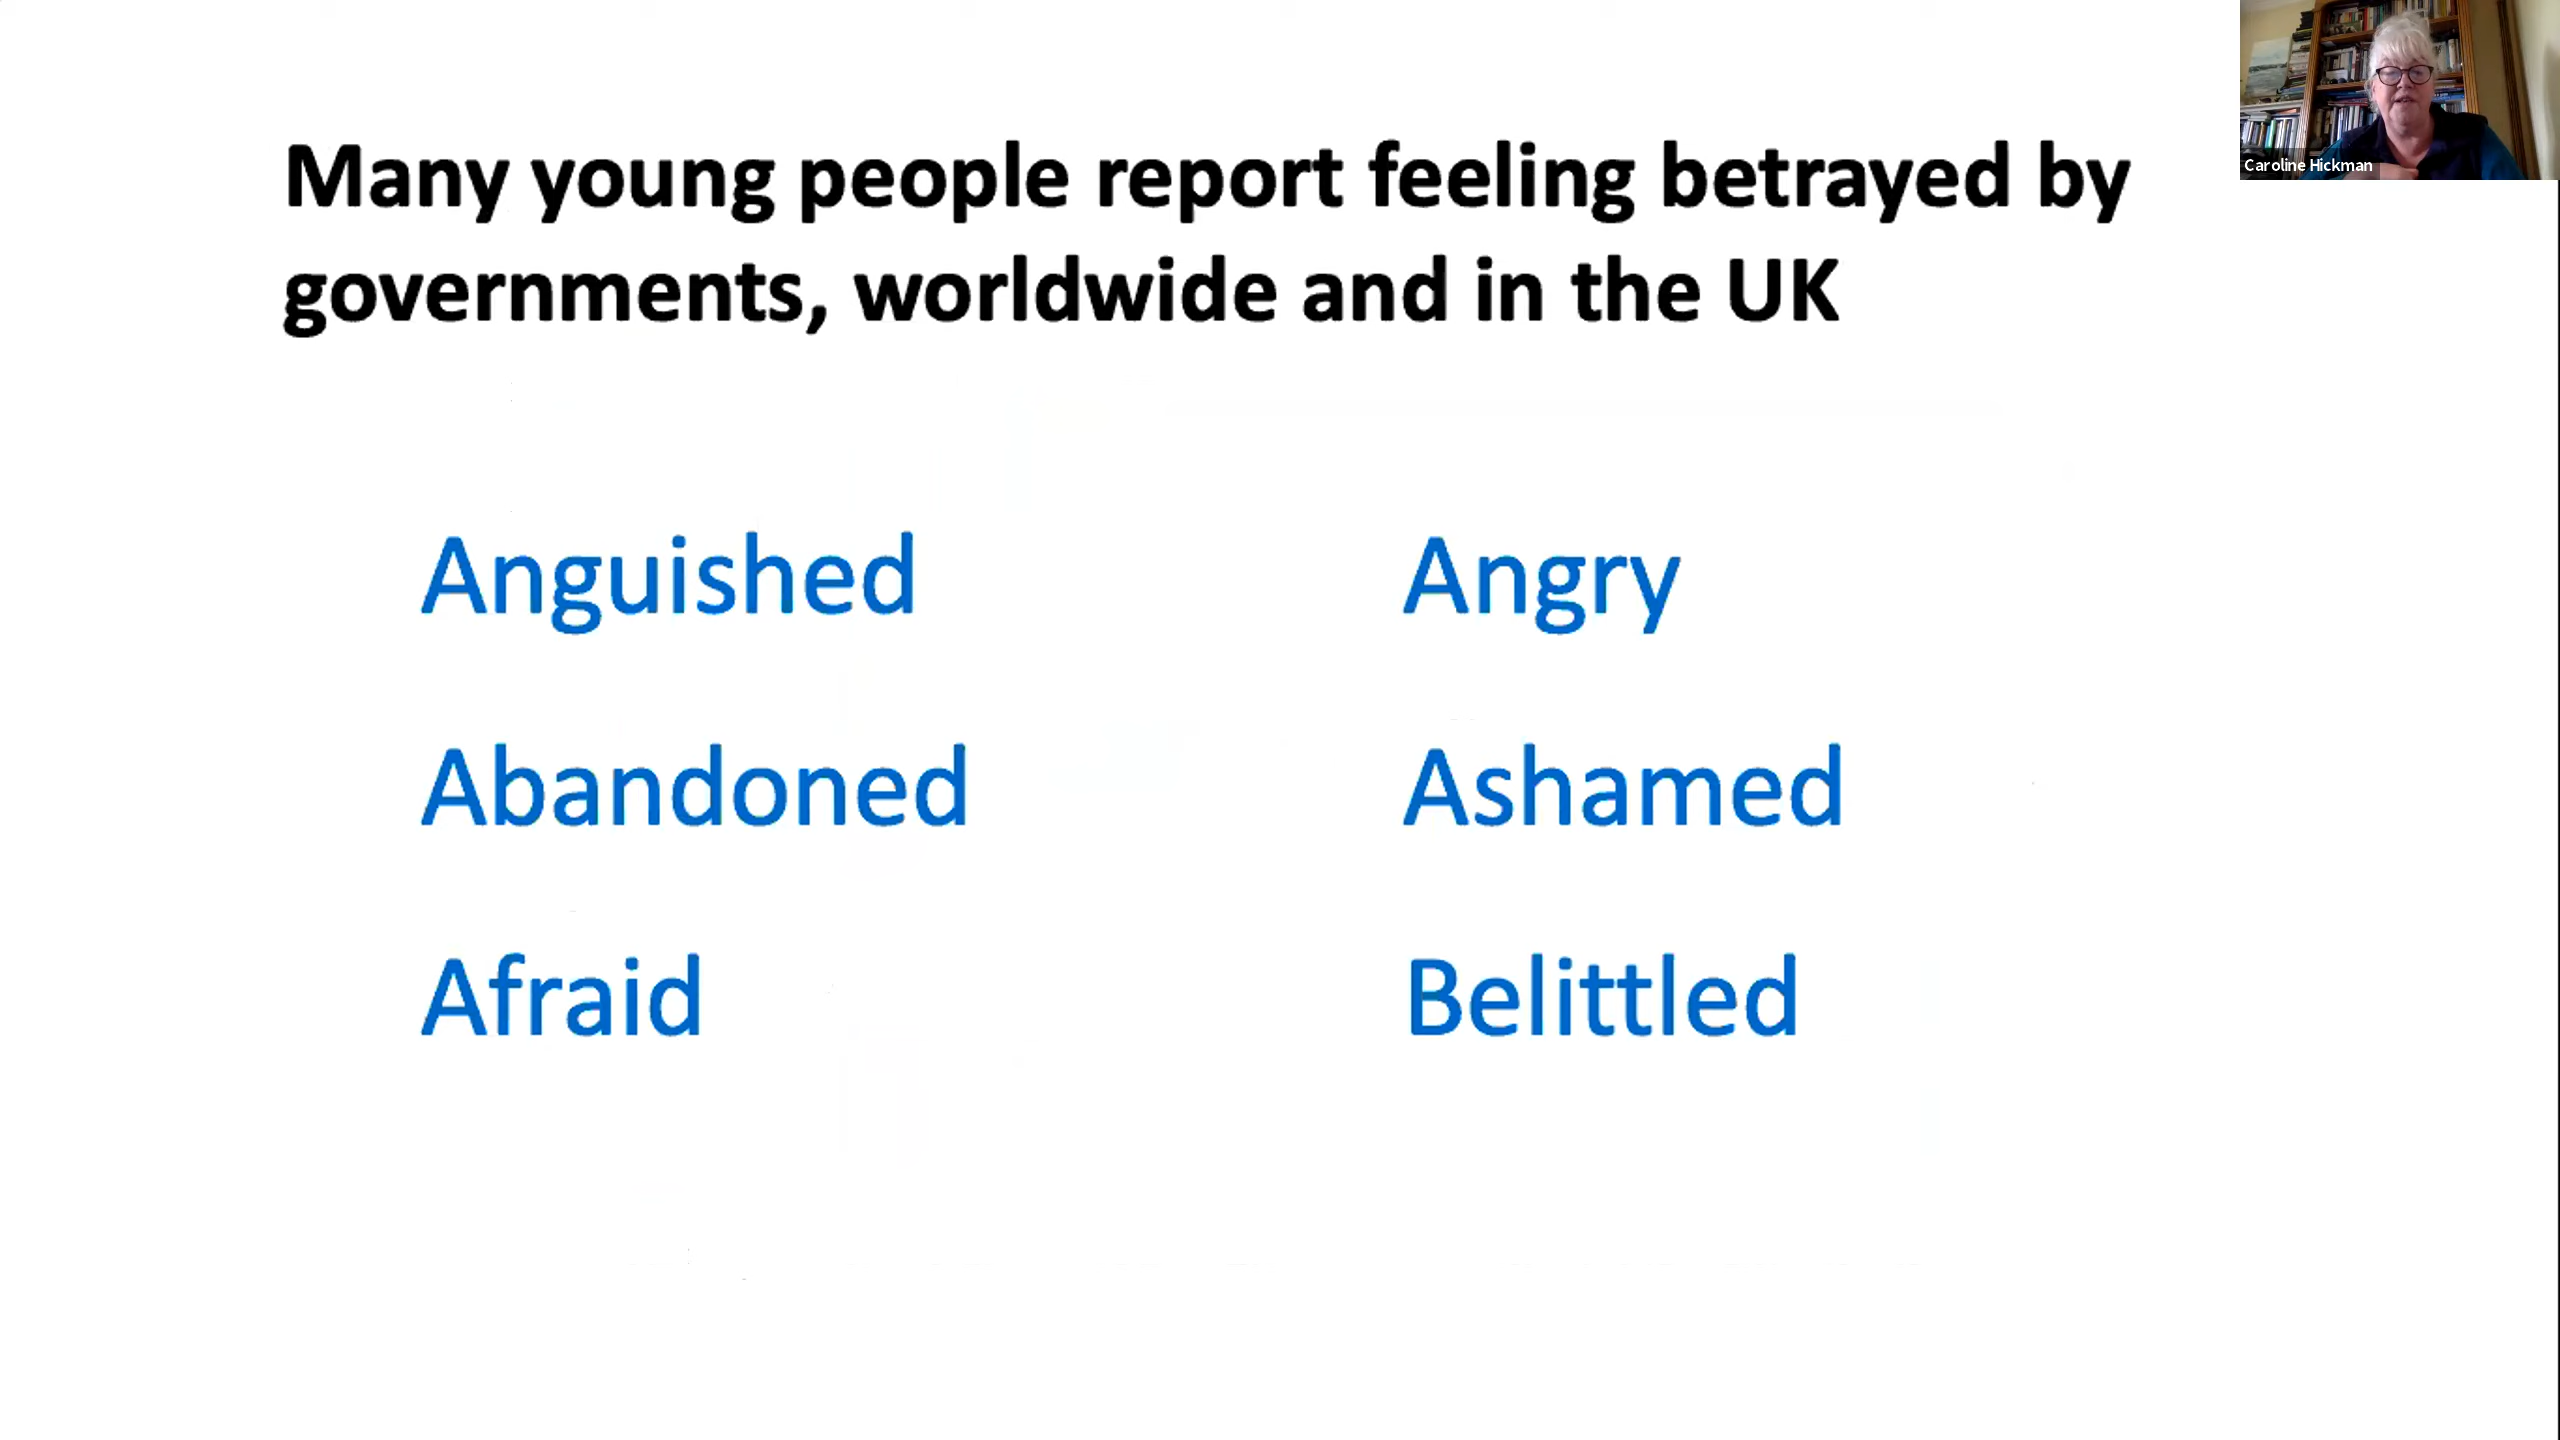 Many young people report feeling betrayed by
governments, worldwide and in the UK
Anguished
Angry
Abandoned
Ashamed
Afraid
Belittled
Caroline Hickman